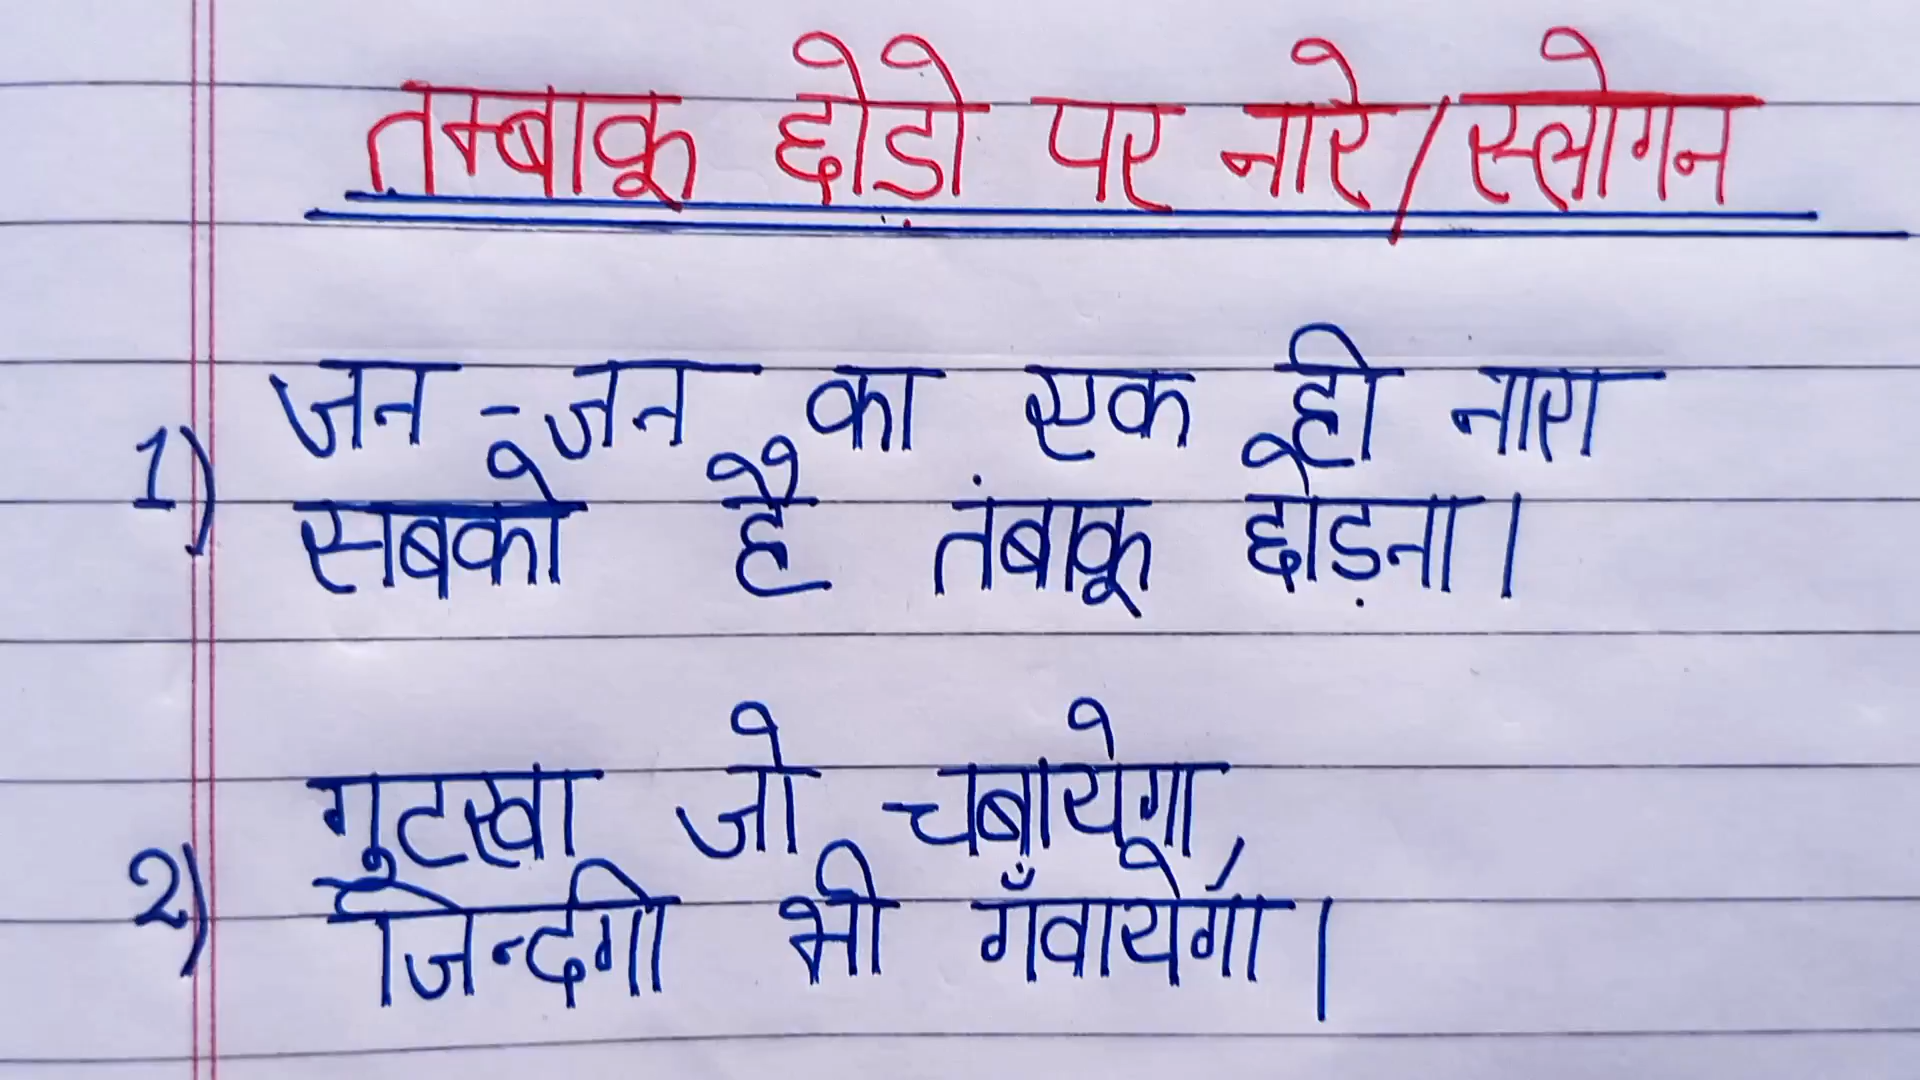 तम्बाकू छोड़ो पर नारे/स्लोगन
1) जन-जन का एक ही नारा
सबको है तंबाकू छोड़ना।
2) गुटखा जो चबायेगा,
जिन्दगी भी गँवायेगा।